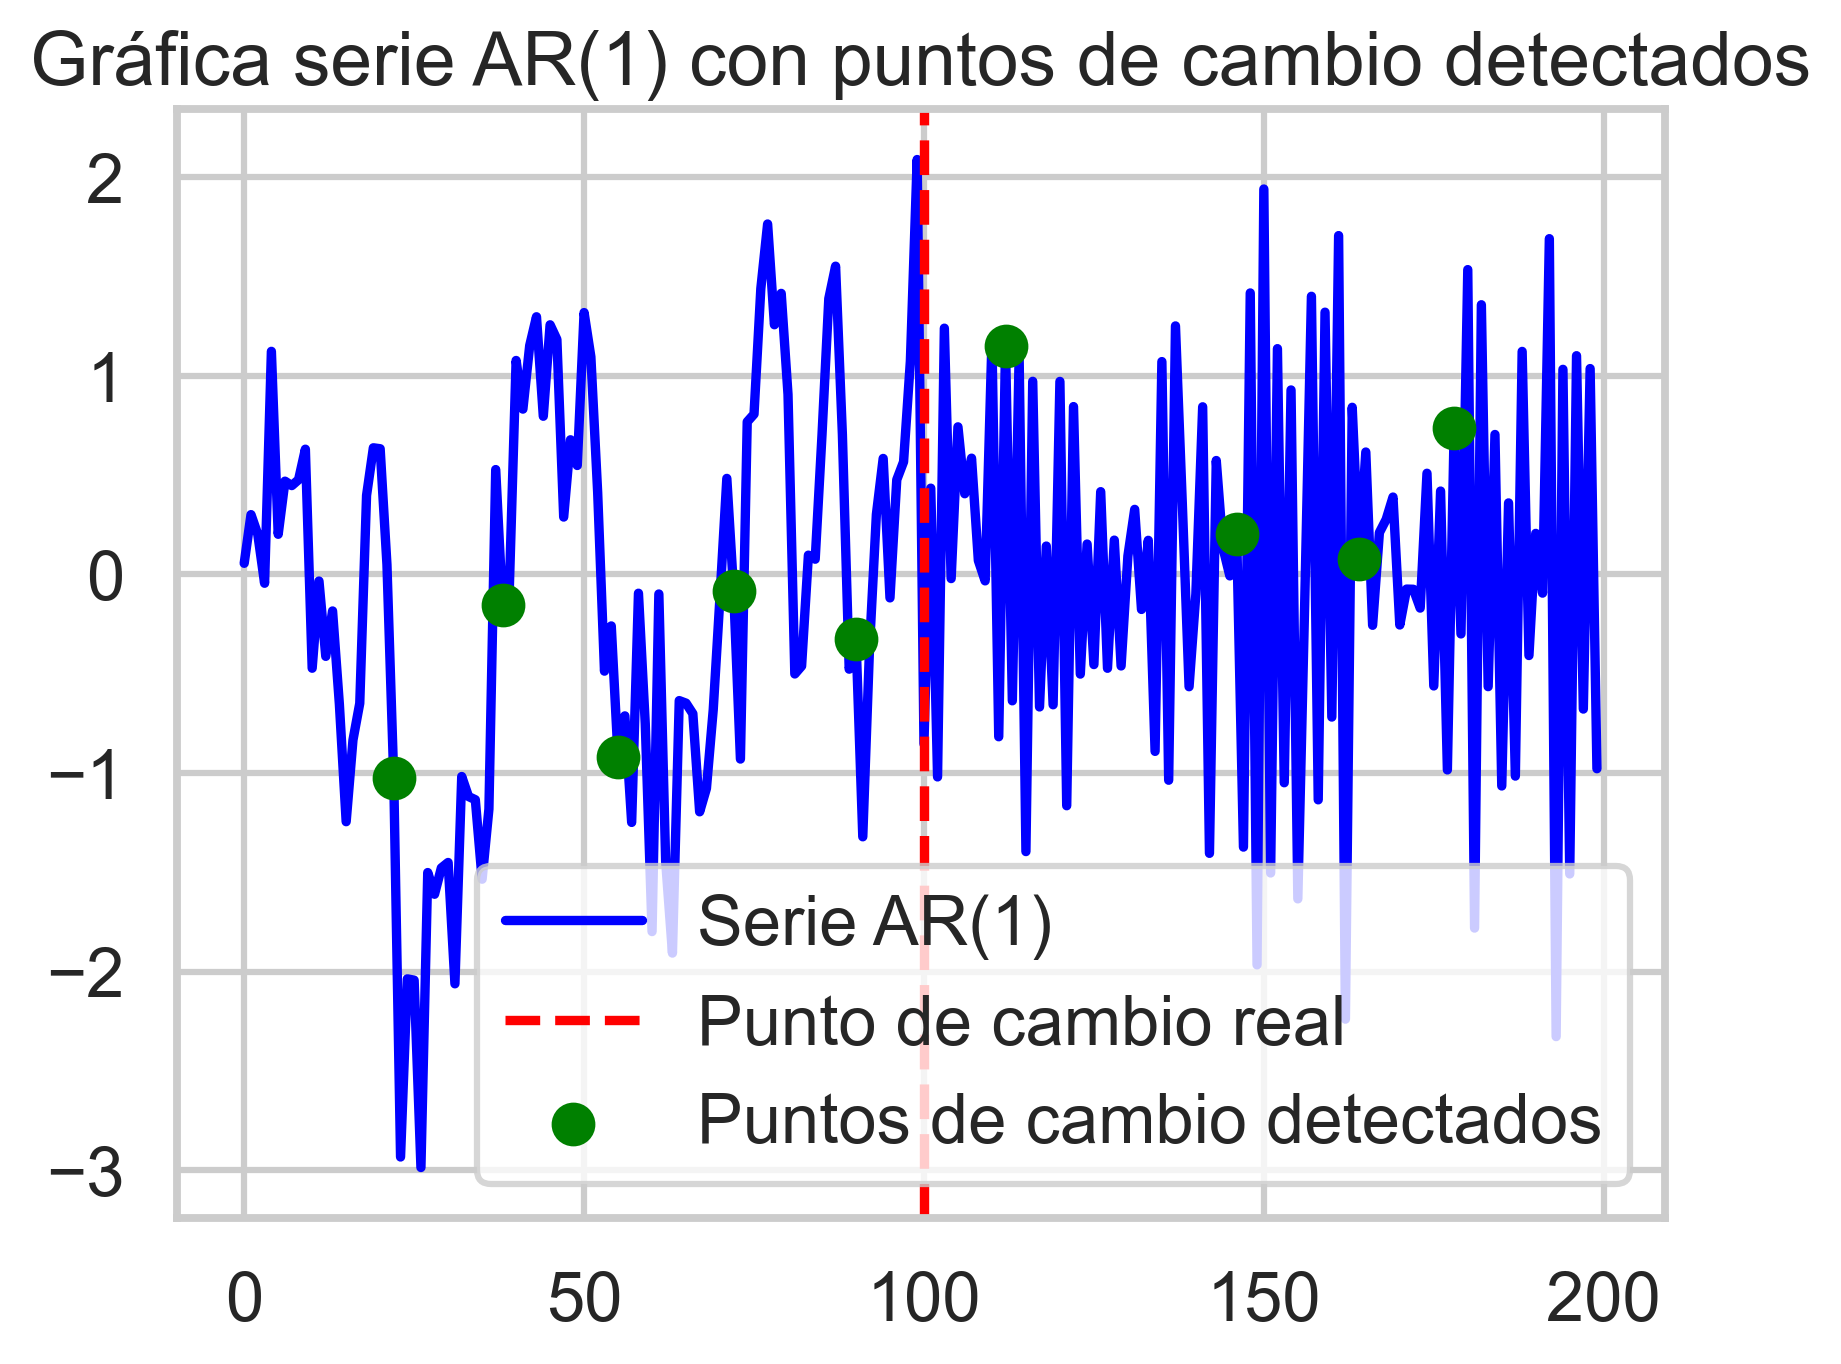 Gráfica serie AR(1) con puntos de cambio detectados
2
1
0
−1
−2
−3
Serie AR(1)
Punto de cambio real
Puntos de cambio detectados
0 50 100 150 200